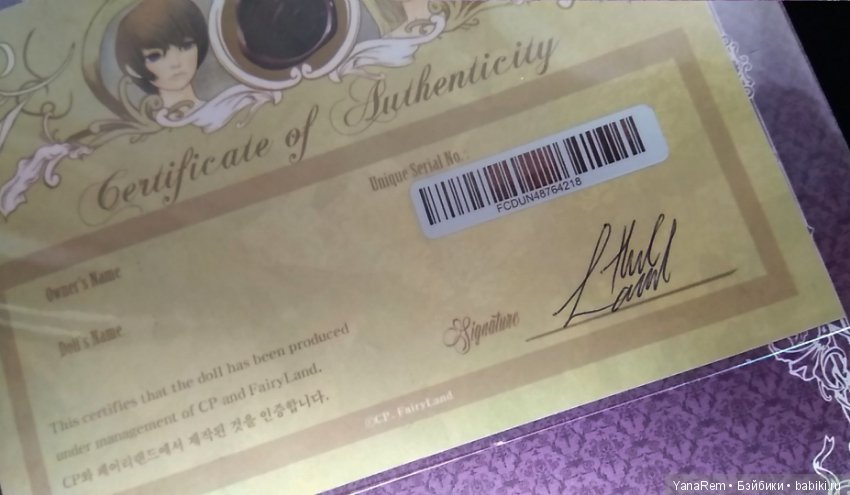 Certificate of Authenticity
Unique Serial No. :
FCDUN48764218
Owner's Name
Doll's Name
Signature
This certifies that the doll has been produced
under management of CP and FairyLand.
CP와 페어리랜드에서 제작된 것을 인증합니다.
©CP. FairyLand
YanaRem • Бэйбики • babiki.ru